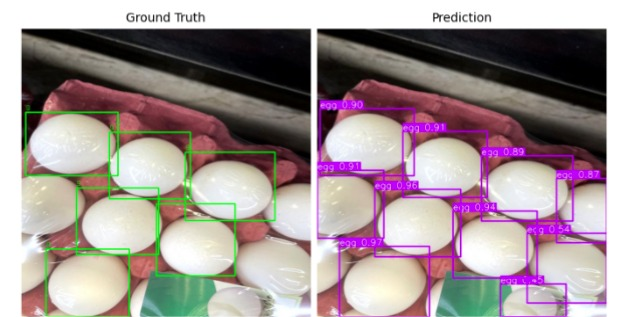 Ground Truth
Prediction
egg 0.90
egg 0.91
egg 0.89
egg 0.91
egg 0.87
egg 0.96
egg 0.94
egg 0.54
egg 0.97